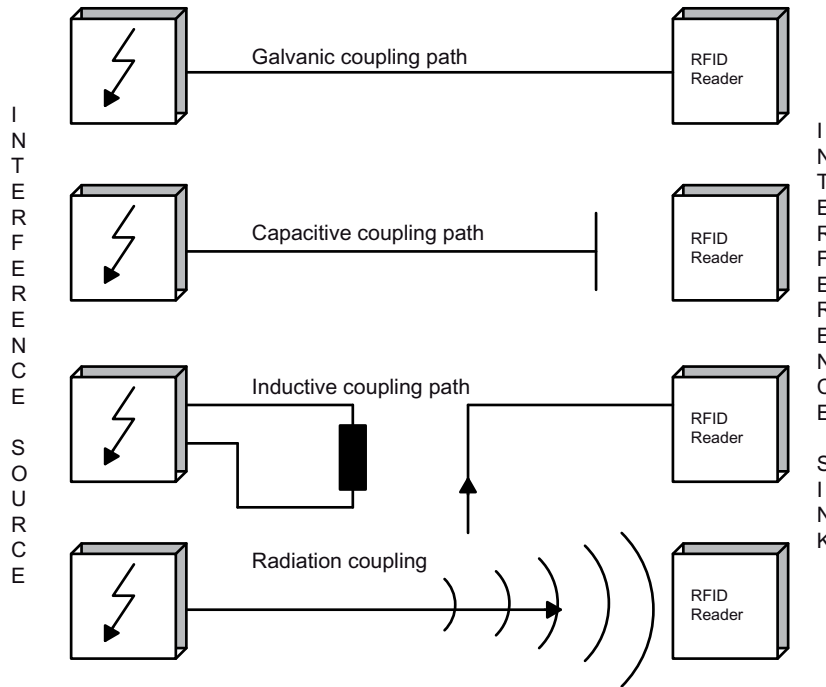 INTERFERENCE SOURCE
Galvanic coupling path
RFID
Reader
Capacitive coupling path
RFID
Reader
Inductive coupling path
RFID
Reader
Radiation coupling
RFID
Reader
INTERFERENCE SINK